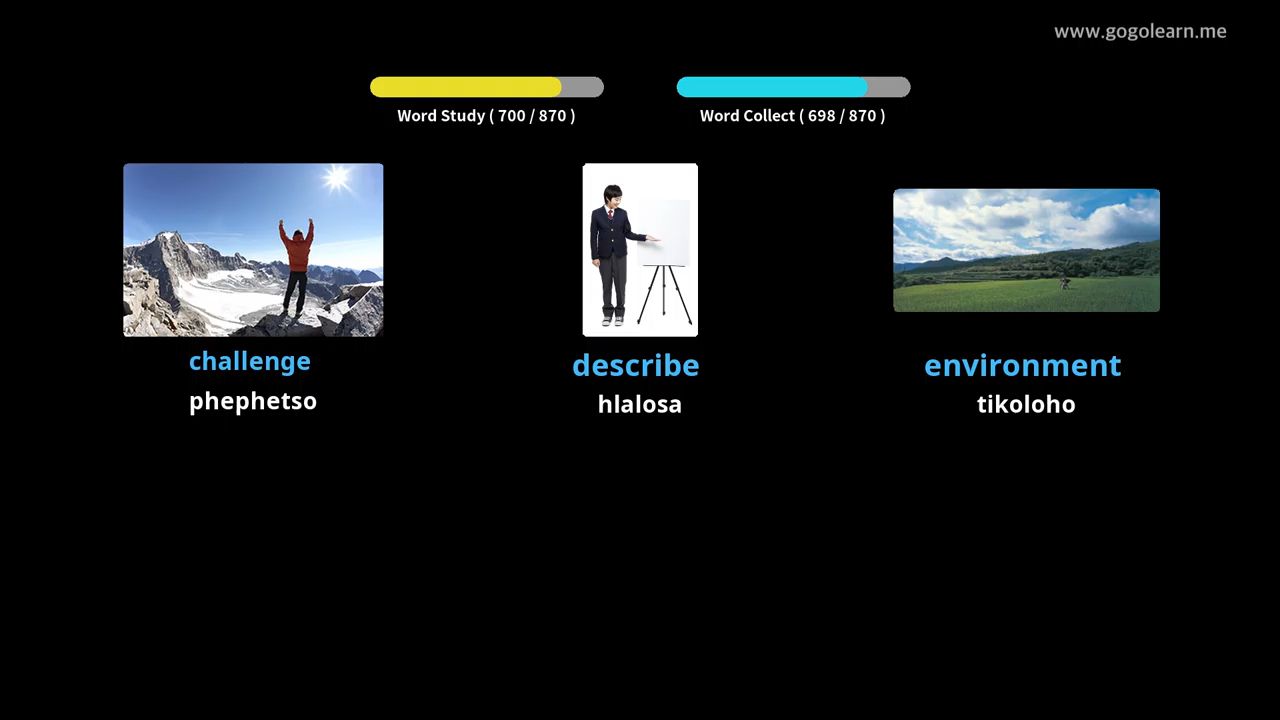 www.gogolearn.me
Word Study ( 700 / 870 )
Word Collect ( 698 / 870 )
challenge
phephetso
describe
hlalosa
environment
tikoloho